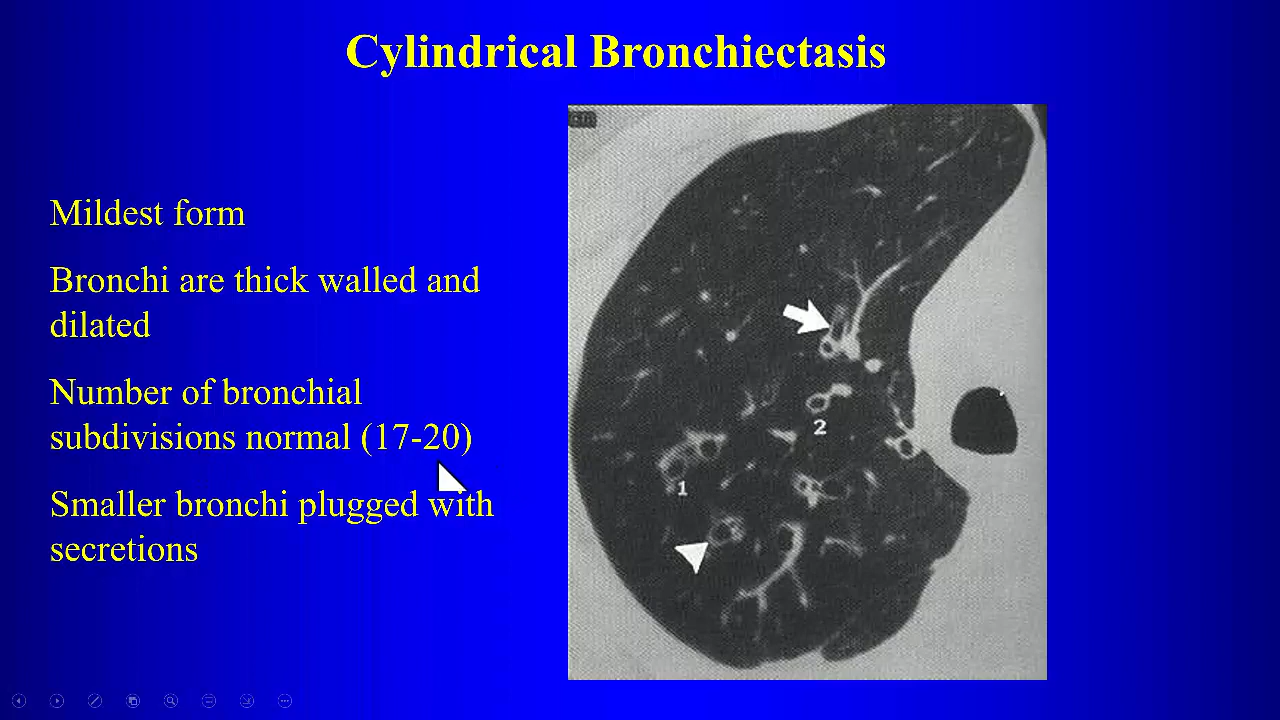 Cylindrical Bronchiectasis
Mildest form
Bronchi are thick walled and
dilated
Number of bronchial
subdivisions normal (17-20)
Smaller bronchi plugged with
secretions
2
1